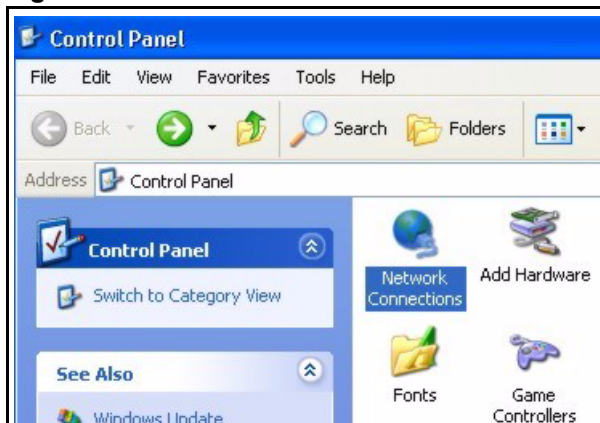 Control Panel
File Edit View Favorites Tools Help
Back Search Folders
Address Control Panel
Control Panel
Switch to Category View
See Also
Windows Update
Network Connections
Add Hardware
Fonts
Game Controllers